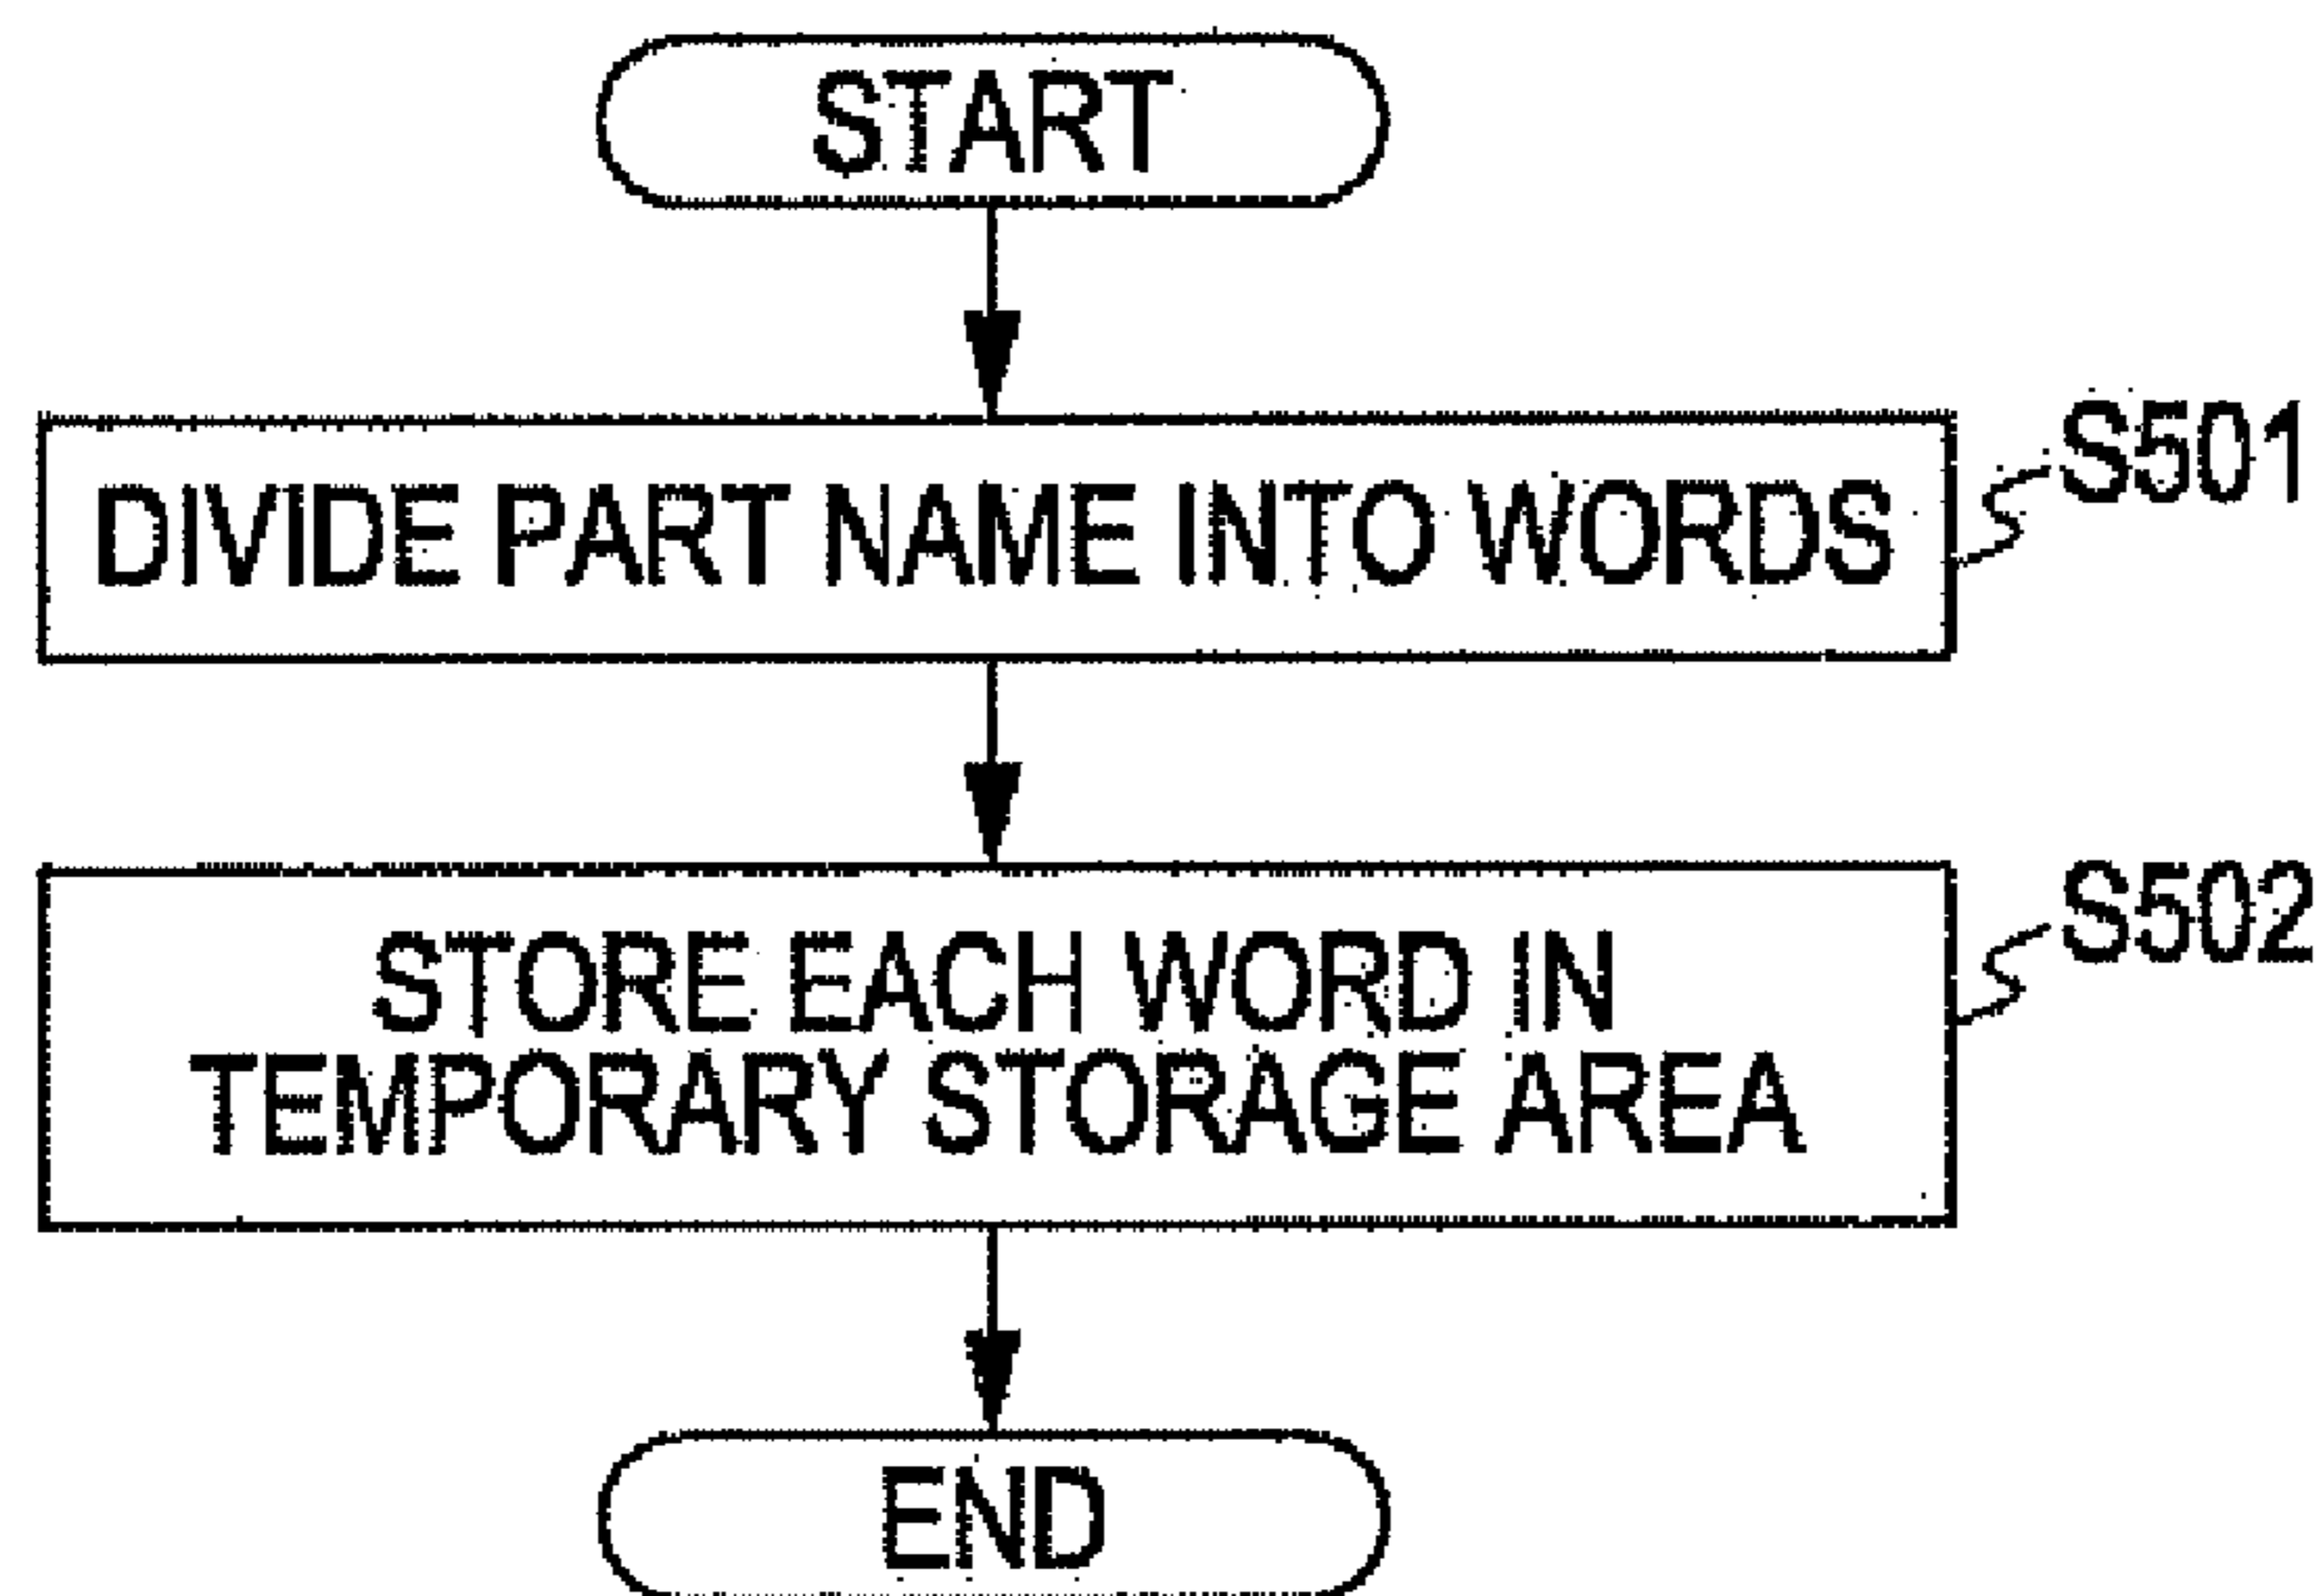 START
DIVIDE PART NAME INTO WORDS
S501
STORE EACH WORD IN
TEMPORARY STORAGE AREA
S502
END